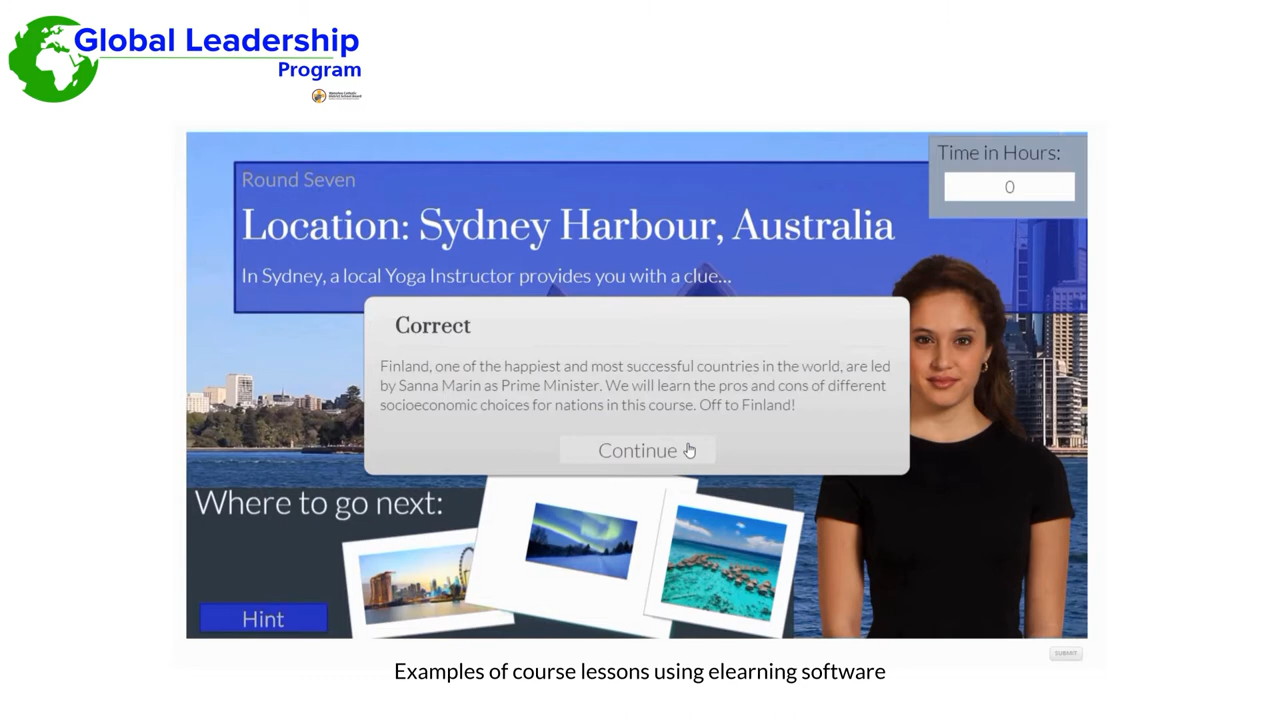 Global Leadership
Program
Round Seven
Time in Hours:
0
Location: Sydney Harbour, Australia
In Sydney, a local Yoga Instructor provides you with a clue...
Correct
Finland, one of the happiest and most successful countries in the world, are led
by Sanna Marin as Prime Minister. We will learn the pros and cons of different
socioeconomic choices for nations in this course. Off to Finland!
Continue
Where to go next:
Hint
SUBMIT
Examples of course lessons using elearning software